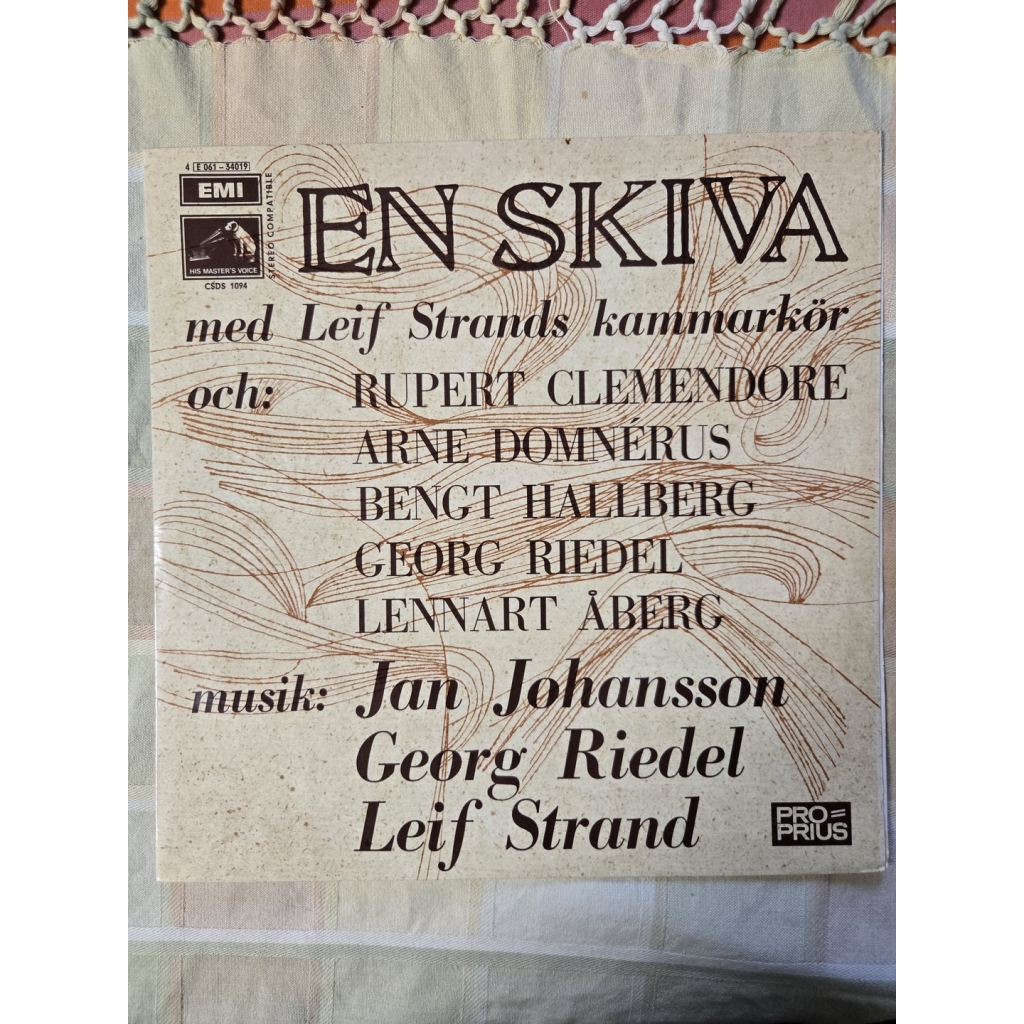 4 E 061-34019
EMI
HIS MASTER'S VOICE
CSDS 1094
STEREO COMPATIBLE
EN SKIVA
med Leif Strands kammarkör
och: RUPERT CLEMENDORE
ARNE DOMNÉRUS
BENGT HALLBERG
GEORG RIEDEL
LENNART ÅBERG
musik: Jan Johansson
Georg Riedel
Leif Strand
PRO=
PRIUS